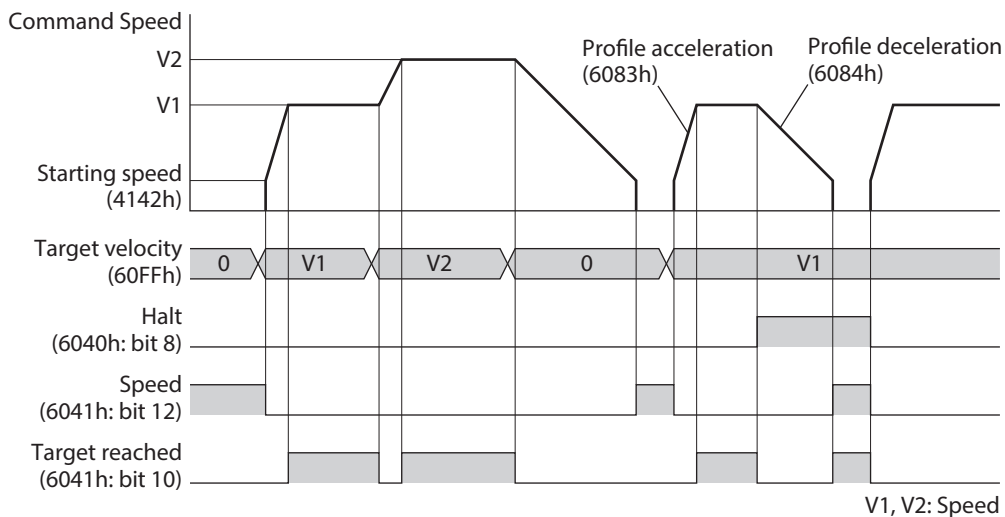 Command Speed
V2
V1
Starting speed
(4142h)
Profile acceleration
(6083h)
Profile deceleration
(6084h)
Target velocity
(60FFh)
0
V1
V2
0
V1
Halt
(6040h: bit 8)
Speed
(6041h: bit 12)
Target reached
(6041h: bit 10)
V1, V2: Speed